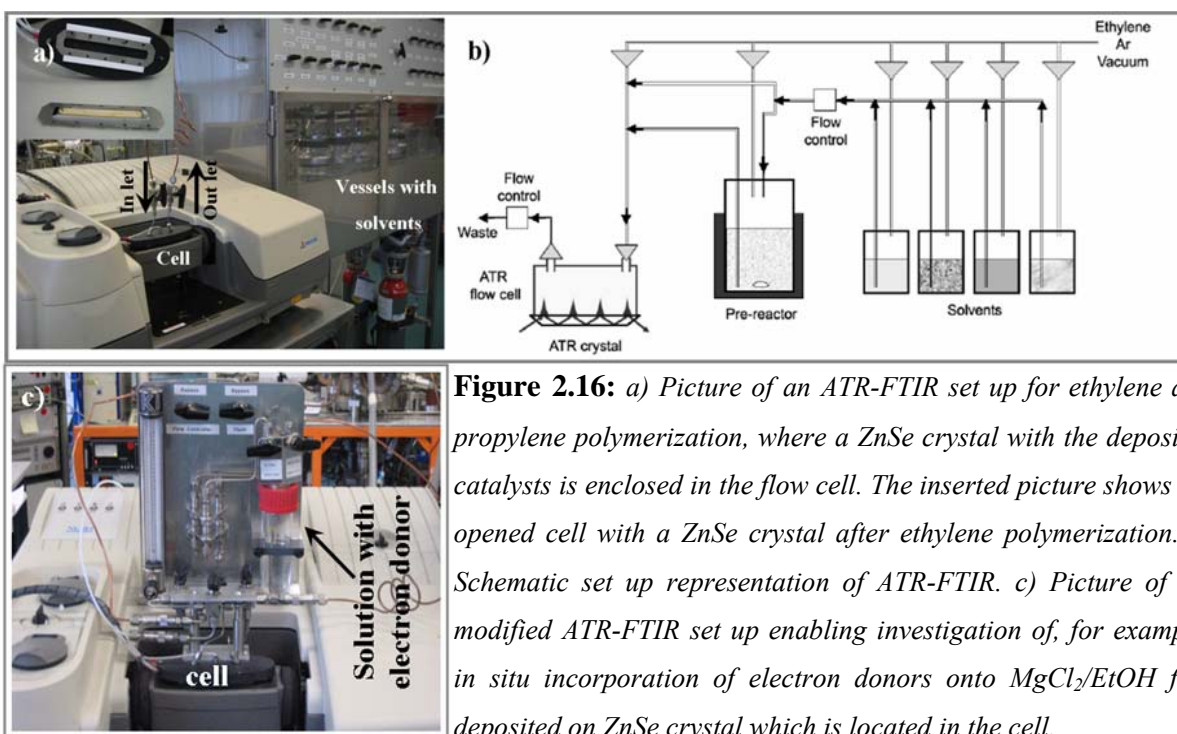 a)
In let
Out let
Cell
Vessels with
solvents
b)
Ethylene
Ar
Vacuum
Flow
control
Flow
control
Waste
ATR
flow cell
ATR crystal
Pre-reactor
Solvents
c)
Solution with
electron donor
cell
Figure 2.16: a) Picture of an ATR-FTIR set up for ethylene
propylene polymerization, where a ZnSe crystal with the
catalysts is enclosed in the flow cell. The inserted picture shows
opened cell with a ZnSe crystal after ethylene polymerization.
Schematic set up representation of ATR-FTIR. c) Picture of
modified ATR-FTIR set up enabling investigation of, for
in situ incorporation of electron donors onto MgCl₂/EtOH
deposited on ZnSe crystal which is located in the cell.